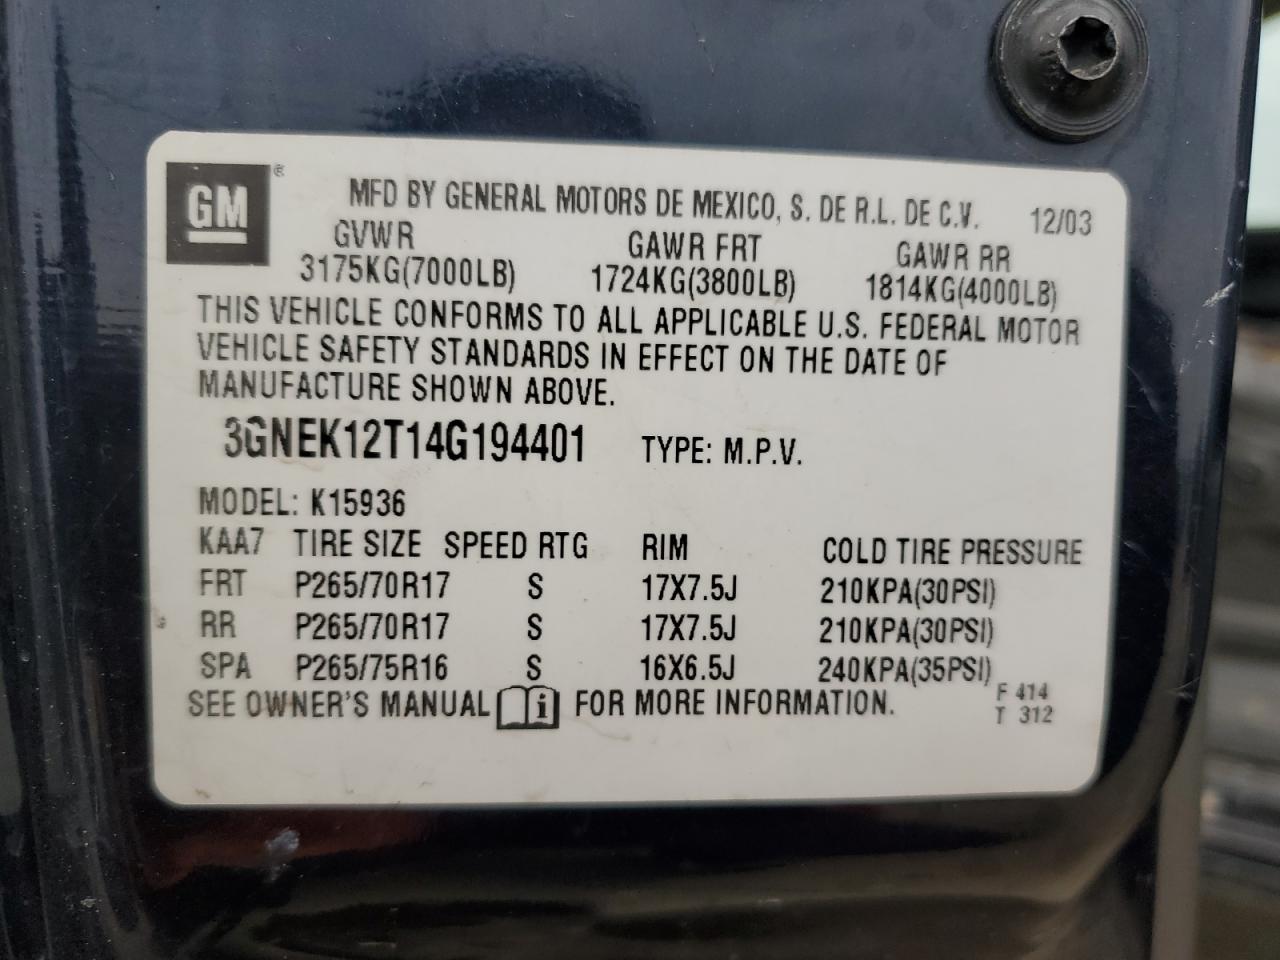 GM ®
MFD BY GENERAL MOTORS DE MEXICO, S. DE R.L. DE C.V. 12/03
GVWR GAWR FRT GAWR RR
3175KG(7000LB) 1724KG(3800LB) 1814KG(4000LB)
THIS VEHICLE CONFORMS TO ALL APPLICABLE U.S. FEDERAL MOTOR
VEHICLE SAFETY STANDARDS IN EFFECT ON THE DATE OF
MANUFACTURE SHOWN ABOVE.
3GNEK12T14G194401 TYPE: M.P.V.
MODEL: K15936
KAA7 TIRE SIZE SPEED RTG RIM COLD TIRE PRESSURE
FRT P265/70R17 S 17X7.5J 210KPA(30PSI)
RR P265/70R17 S 17X7.5J 210KPA(30PSI)
SPA P265/75R16 S 16X6.5J 240KPA(35PSI)
SEE OWNER'S MANUAL i FOR MORE INFORMATION.
F 414
T 312